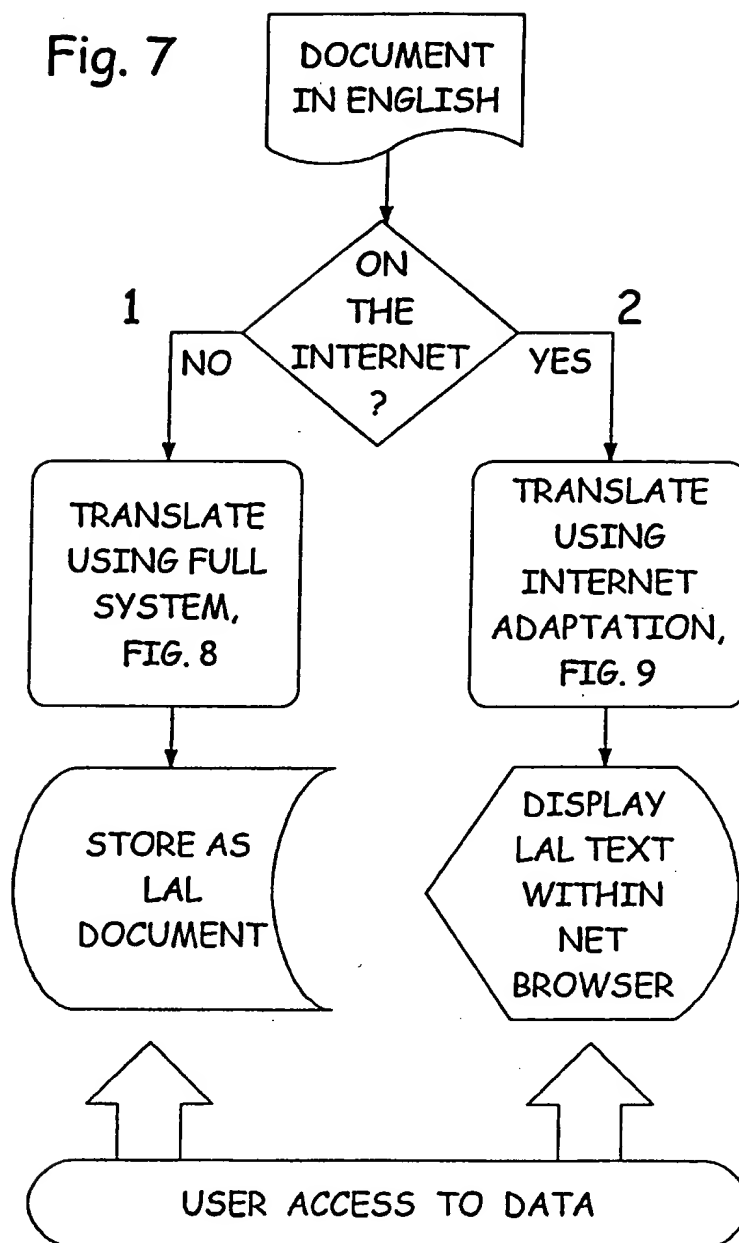 Fig. 7
DOCUMENT
IN ENGLISH
ON
THE
INTERNET
?
1
NO
2
YES
TRANSLATE
USING FULL
SYSTEM,
FIG. 8
TRANSLATE
USING
INTERNET
ADAPTATION,
FIG. 9
STORE AS
LAL
DOCUMENT
DISPLAY
LAL TEXT
WITHIN
NET
BROWSER
USER ACCESS TO DATA